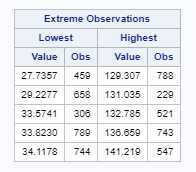 Extreme Observations
Lowest Highest
Value Obs Value Obs
27.7357 459 129.307 788
29.2277 658 131.035 229
33.5741 306 132.785 521
33.8230 789 136.659 743
34.1178 744 141.219 547